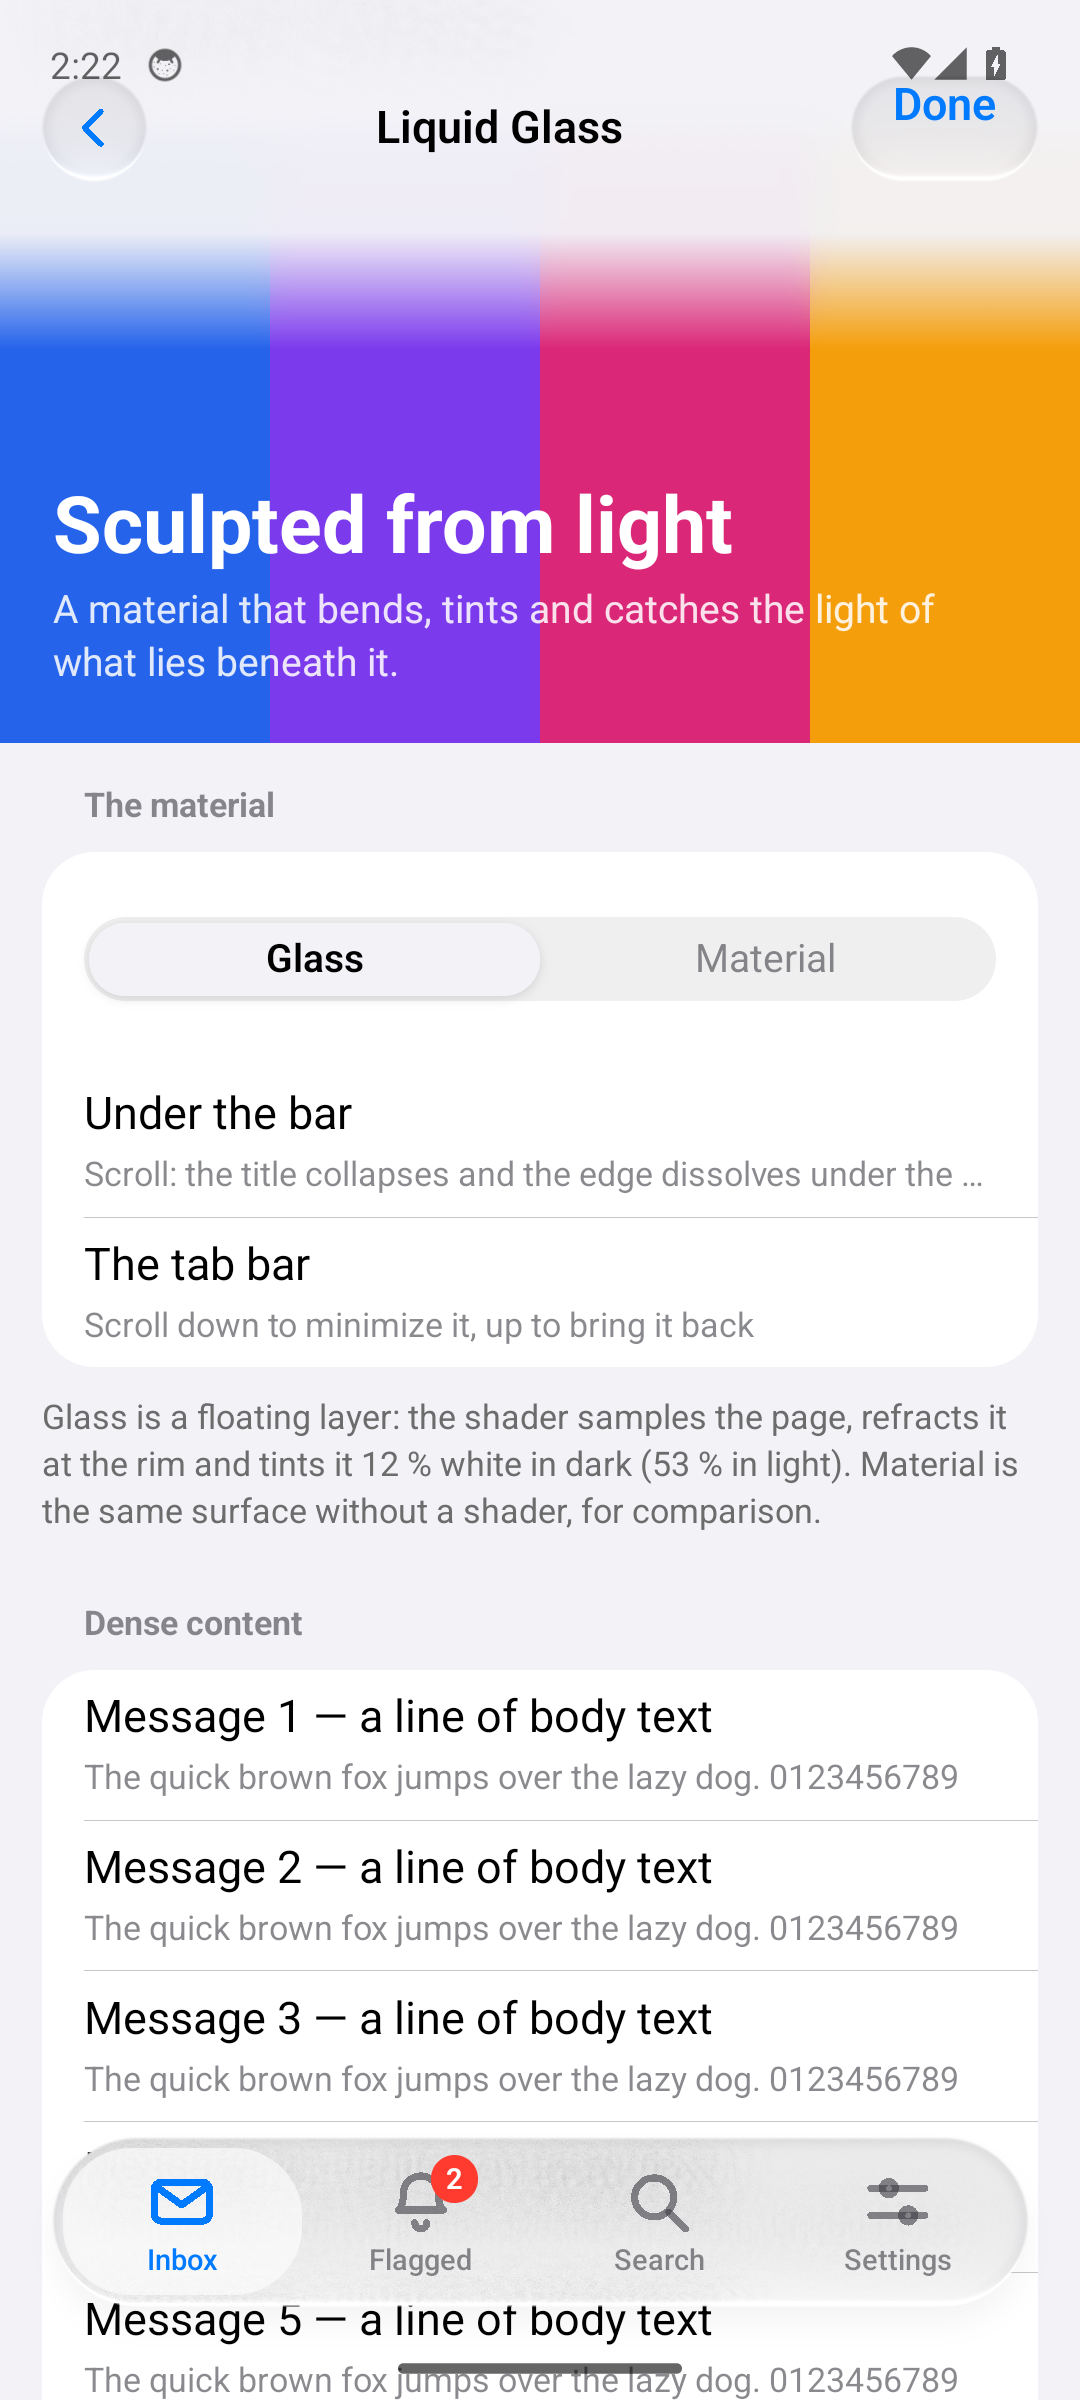 2:22
Liquid Glass
Done
Sculpted from light
A material that bends, tints and catches the light of
what lies beneath it.
The material
Glass
Material
Under the bar
Scroll: the title collapses and the edge dissolves under the ...
The tab bar
Scroll down to minimize it, up to bring it back
Glass is a floating layer: the shader samples the page, refracts it
at the rim and tints it 12 % white in dark (53 % in light). Material is
the same surface without a shader, for comparison.
Dense content
Message 1 — a line of body text
The quick brown fox jumps over the lazy dog. 0123456789
Message 2 — a line of body text
The quick brown fox jumps over the lazy dog. 0123456789
Message 3 — a line of body text
The quick brown fox jumps over the lazy dog. 0123456789
2
Inbox
Flagged
Search
Settings
Message 5 — a line of body text
The quick brown fox jumps over the lazy dog. 0123456789